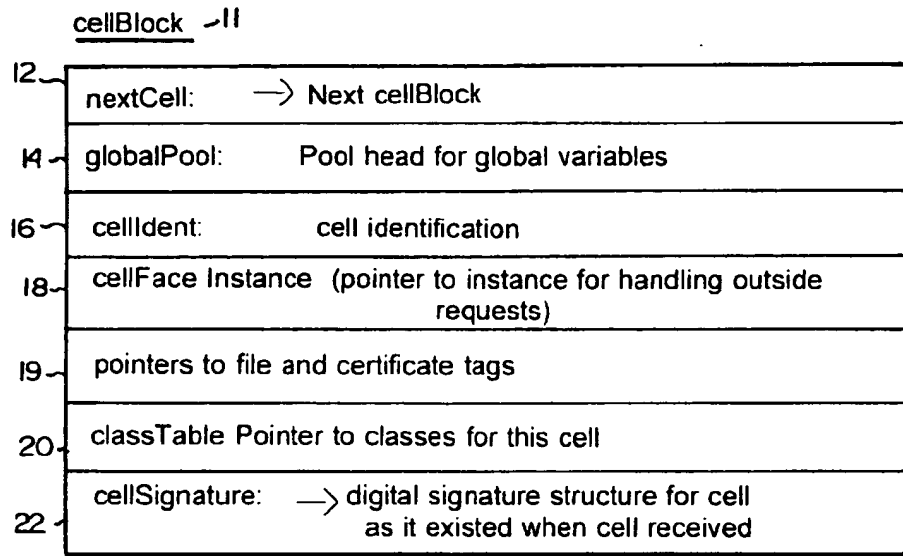 cellBlock 11
12 nextCell: → Next cellBlock
14 globalPool: Pool head for global variables
16 cellIdent: cell identification
18 cellFace Instance (pointer to instance for handling outside
requests)
19 pointers to file and certificate tags
20 classTable Pointer to classes for this cell
22 cellSignature: → digital signature structure for cell
as it existed when cell received